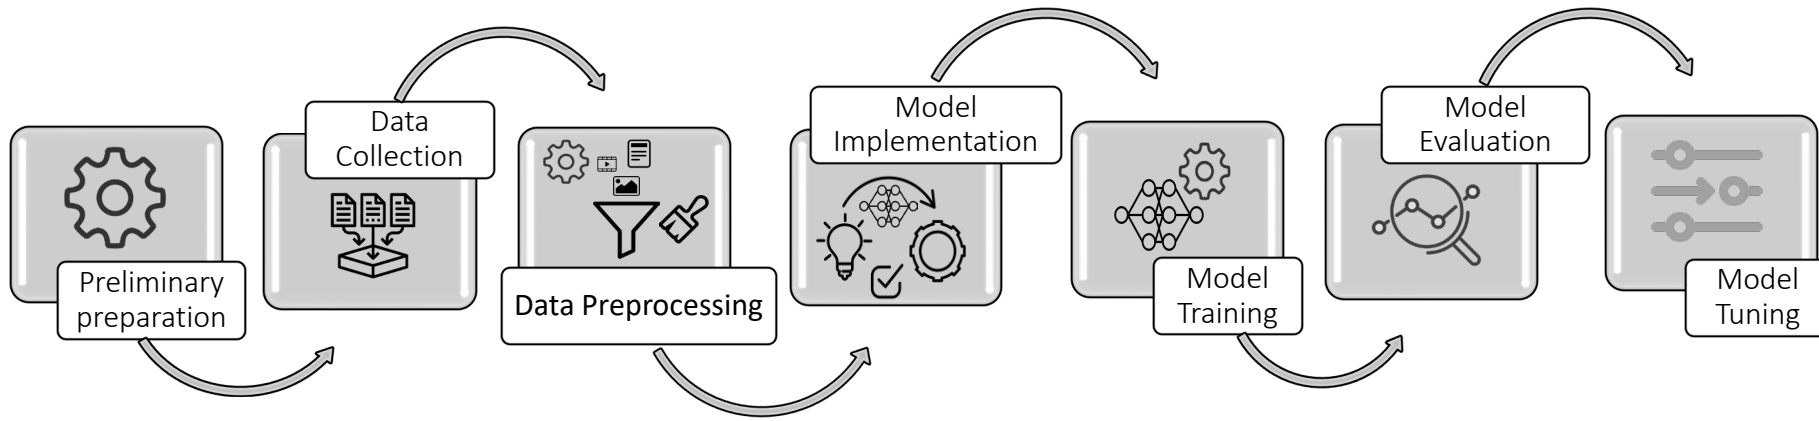 Preliminary
preparation
Data
Collection
Data Preprocessing
Model
Implementation
Model
Training
Model
Evaluation
Model
Tuning